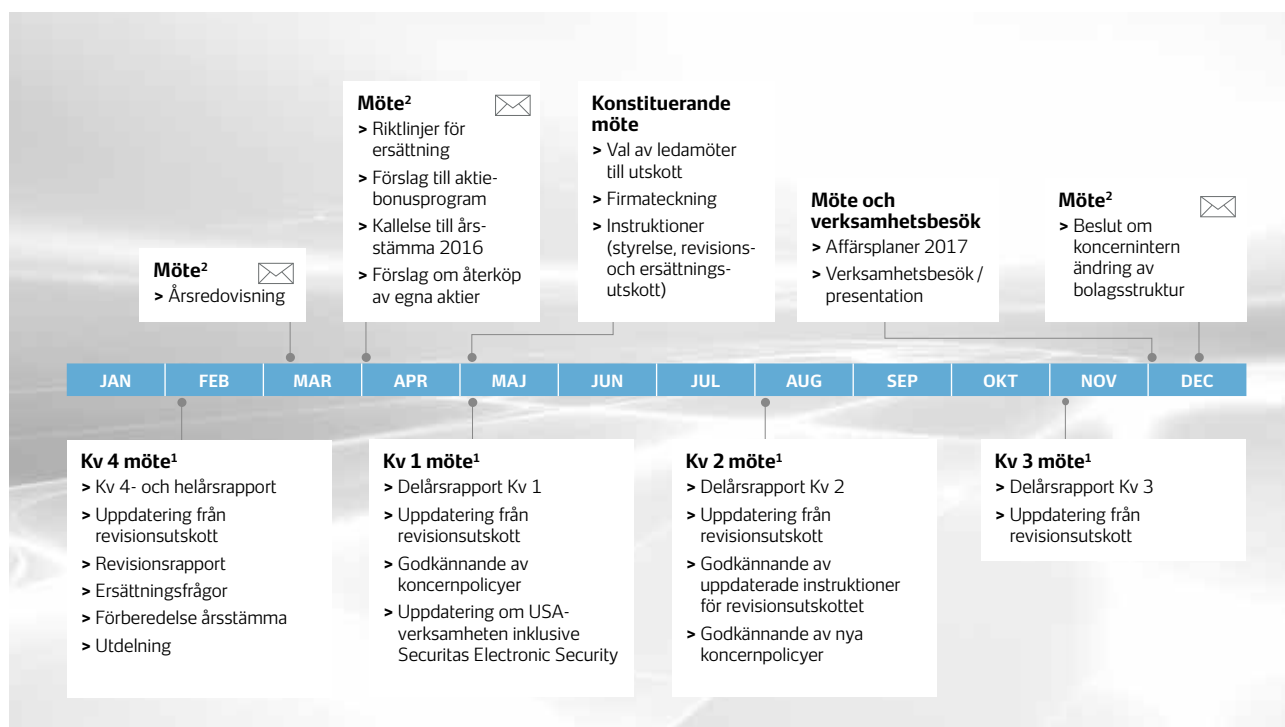 Möte²
> Årsredovisning
Möte²
> Riktlinjer för
ersättning
> Förslag till aktie-
bonusprogram
> Kallelse till års-
stämma 2016
> Förslag om återköp
av egna aktier
Konstituerande
möte
> Val av ledamöter
till utskott
> Firmateckning
> Instruktioner
(styrelse, revisions-
och ersättnings-
utskott)
Möte och
verksamhetsbesök
> Affärsplaner 2017
> Verksamhetsbesök /
presentation
Möte²
> Beslut om
koncernintern
ändring av
bolagsstruktur
JAN FEB MAR APR MAJ JUN JUL AUG SEP OKT NOV DEC
Kv 4 möte¹
> Kv 4- och helårsrapport
> Uppdatering från
revisionsutskott
> Revisionsrapport
> Ersättningsfrågor
> Förberedelse årsstämma
> Utdelning
Kv 1 möte¹
> Delårsrapport Kv 1
> Uppdatering från
revisionsutskott
> Godkännande av
koncernpolicyer
> Uppdatering om USA-
verksamheten inklusive
Securitas Electronic Security
Kv 2 möte¹
> Delårsrapport Kv 2
> Uppdatering från
revisionsutskott
> Godkännande av
uppdaterade instruktioner
för revisionsutskottet
> Godkännande av nya
koncernpolicyer
Kv 3 möte¹
> Delårsrapport Kv 3
> Uppdatering från
revisionsutskott